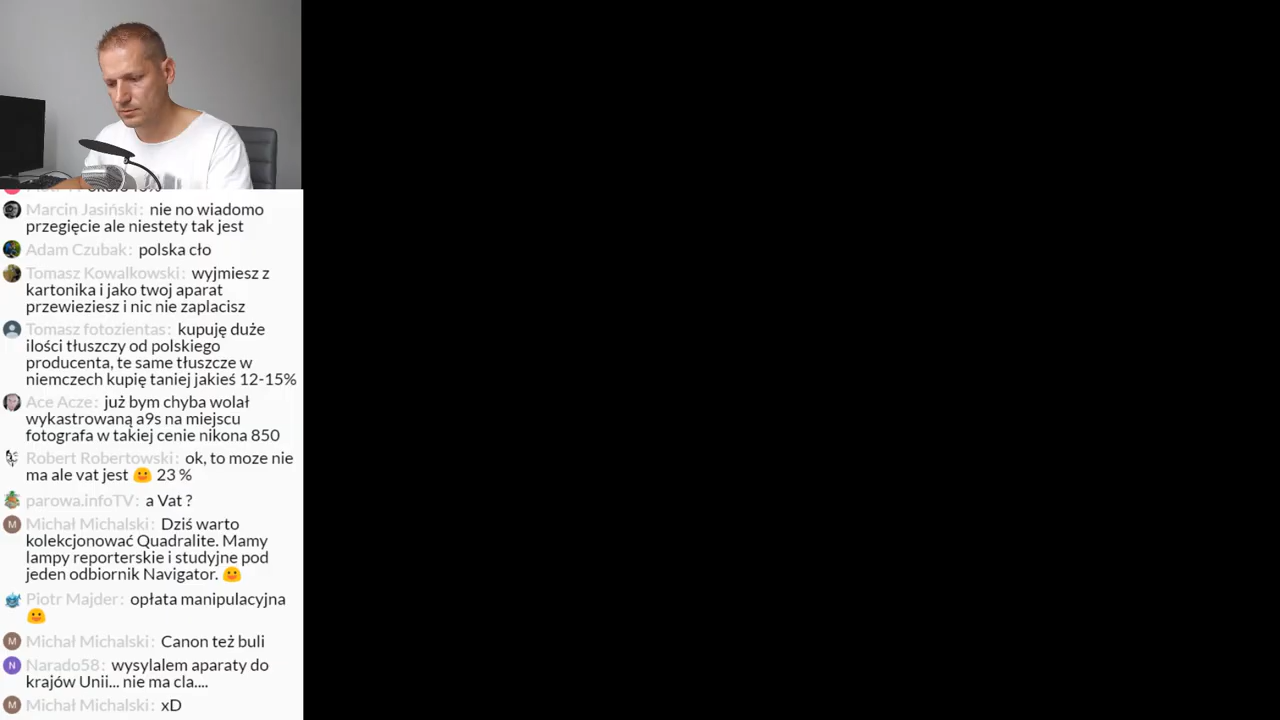 Marcin Jasiński: nie no wiadomo
przegięcie ale niestety tak jest
Adam Czubak: polska cło
Tomasz Kowalkowski: wyjmiesz z
kartonika i jako twoj aparat
przewieziesz i nic nie zaplacisz
Tomasz fotozientas: kupuję duże
ilości tłuszczy od polskiego
producenta, te same tłuszcze w
niemczech kupię taniej jakieś 12-15%
Ace Acze: już bym chyba wolał
wykastrowaną a9s na miejscu
fotografa w takiej cenie nikona 850
Robert Robertowski: ok, to moze nie
ma ale vat jest 23 %
parowa.infoTV: a Vat ?
M Michał Michalski: Dziś warto
kolekcjonować Quadralite. Mamy
lampy reporterskie i studyjne pod
jeden odbiornik Navigator.
Piotr Majder: opłata manipulacyjna
M Michał Michalski: Canon też buli
N Narado58: wysylalem aparaty do
krajów Unii... nie ma cla....
M Michał Michalski: xD